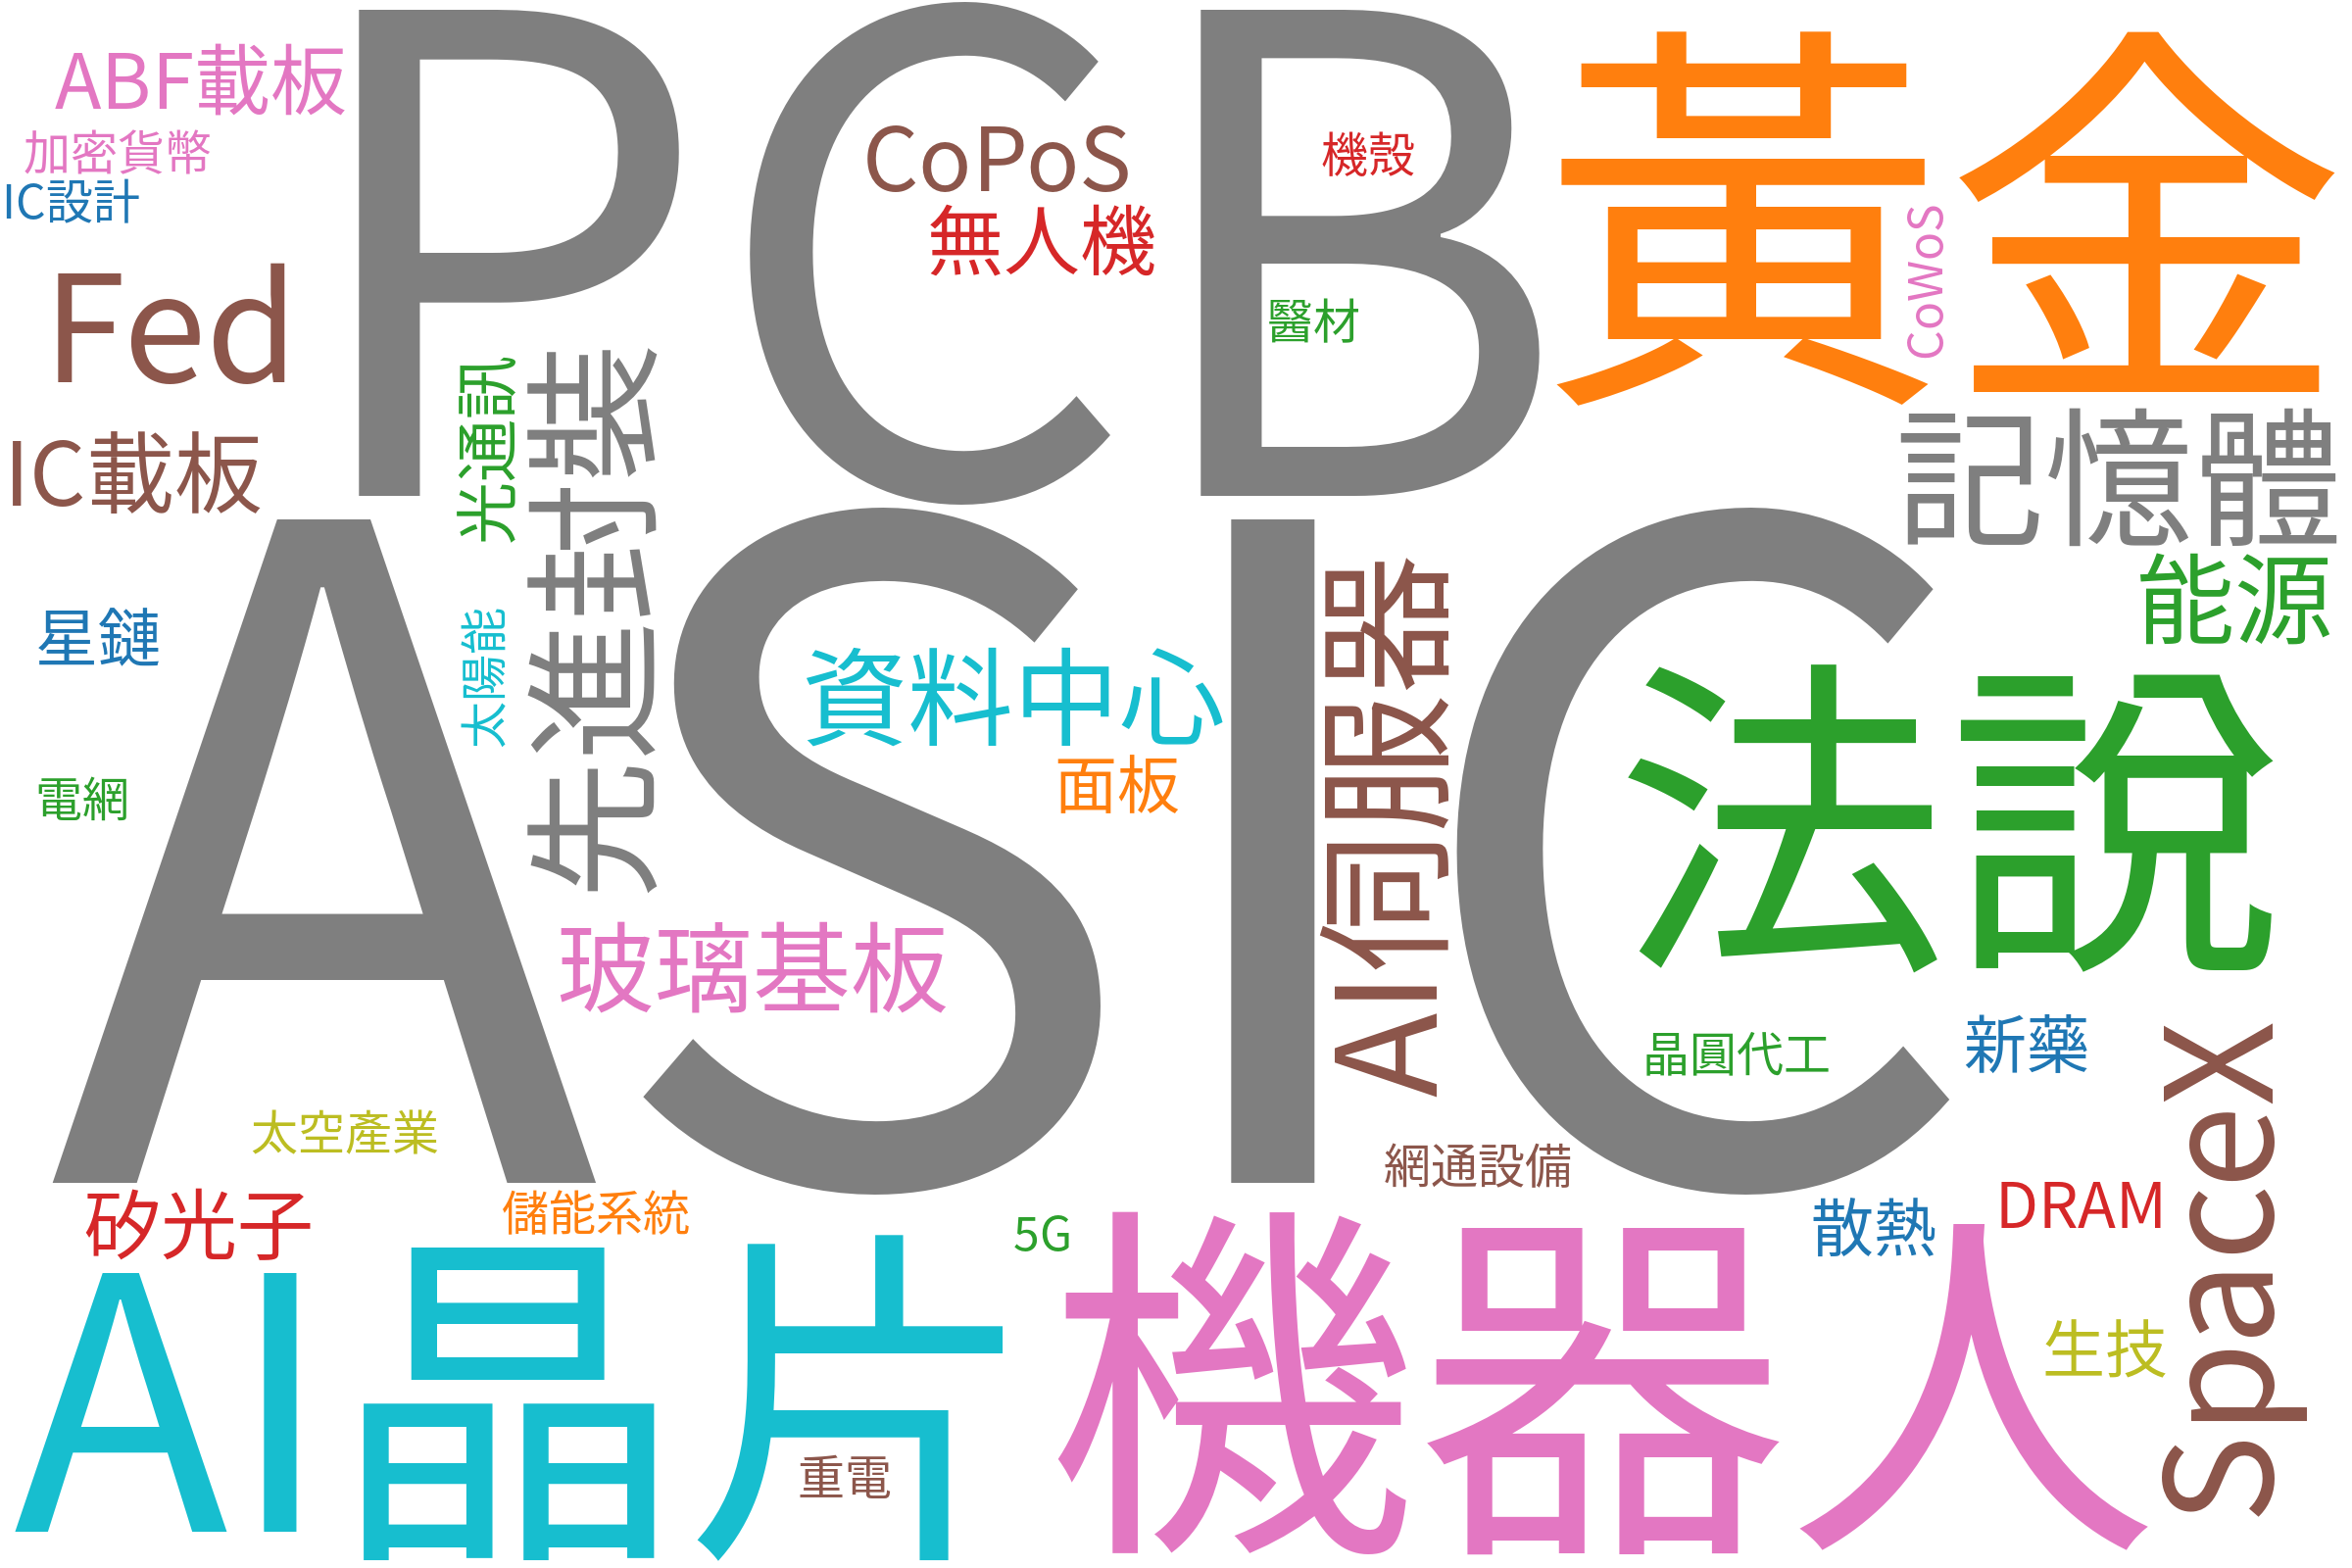 PCB
黃金
ABF載板
加密貨幣
IC設計
CoPoS
無人機
機殼
醫材
CoWoS
Fed
IC載板
光通訊
先進封裝
記憶體
能源
ASIC
星鏈
太陽能
電網
資料中心
面板
AI伺服器
法說
玻璃基板
晶圓代工
新藥
Spacex
太空產業
網通設備
矽光子
儲能系統
5G
散熱
DRAM
AI晶片
機器人
生技
重電